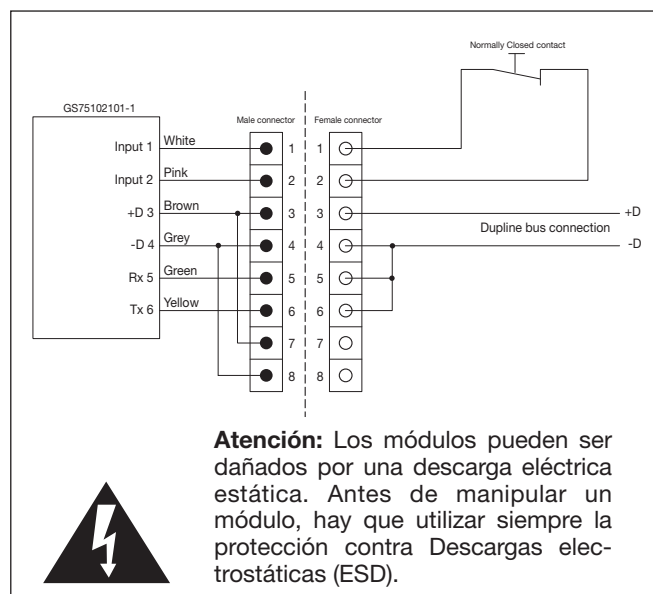 Normally Closed contact
GS75102101-1
Male connector
Female connector
Input 1 White 1 1
Input 2 Pink 2 2
+D 3 Brown 3 3 +D
Dupline bus connection
-D 4 Grey 4 4 -D
Rx 5 Green 5 5
Tx 6 Yellow 6 6
7 7
8 8
Atención: Los módulos pueden ser
dañados por una descarga eléctrica
estática. Antes de manipular un
módulo, hay que utilizar siempre la
protección contra Descargas elec-
trostáticas (ESD).